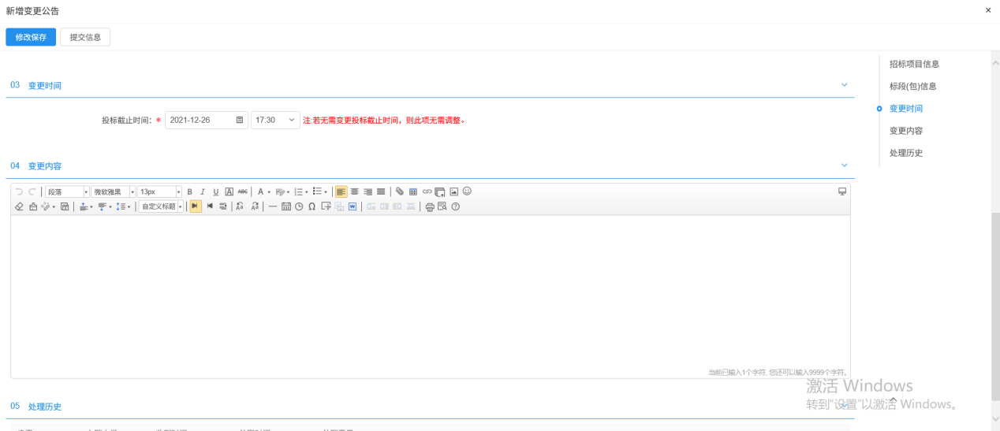 新增变更公告 ×
修改保存 提交信息
招标项目信息
03 变更时间
标段(包)信息
变更时间
投标截止时间： * 2021-12-26 17:30 注:若无需变更投标截止时间，则此项无需调整。
变更内容
处理历史
04 变更内容
段落 微软雅黑 13px B I U A ABC A
自定义标题
当前已输入1个字符, 您还可以输入9999个字符。
激活 Windows
05 处理历史
转到"设置"以激活 Windows。